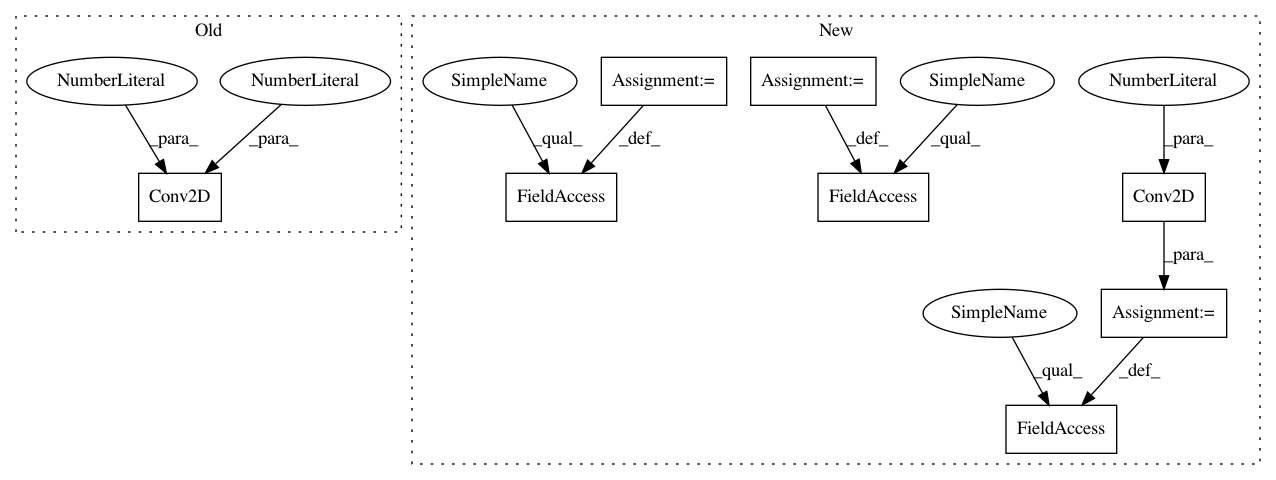 Old
New
NumberLiteral
NumberLiteral
SimpleName
Assignment:=
Assignment:=
SimpleName
NumberLiteral
_para_
_para_
_qual_
_def_
_def_
_qual_
_para_
Conv2D
FieldAccess
FieldAccess
Conv2D
_para_
SimpleName
Assignment:=
_qual_
_def_
FieldAccess